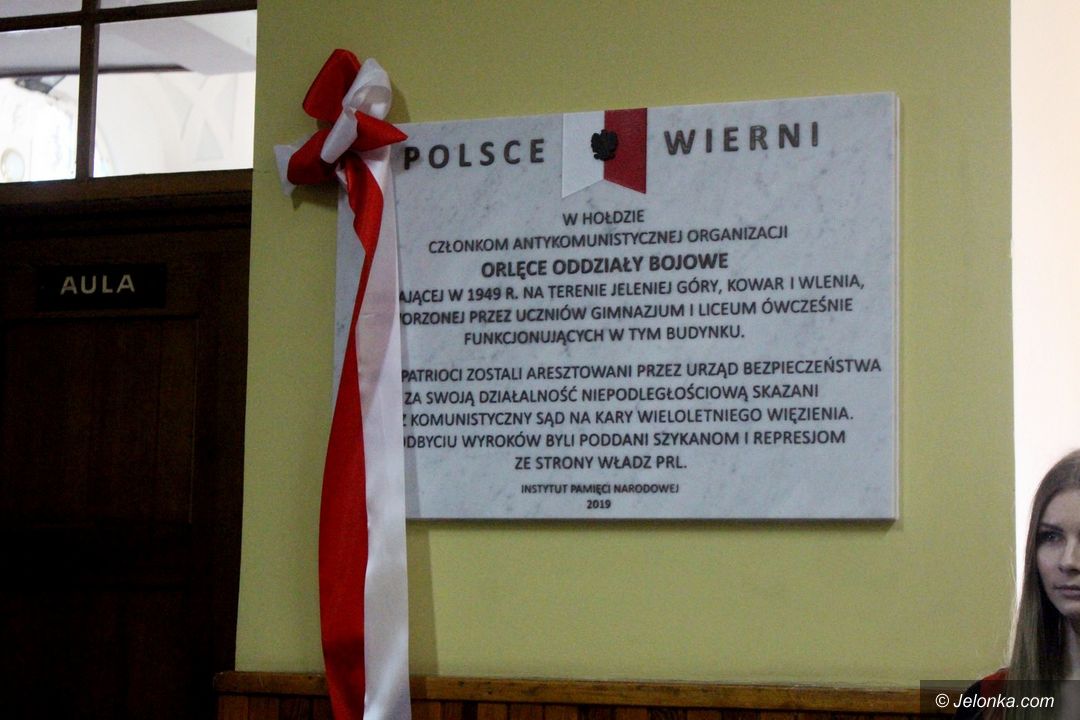 POLSCE WIERNI
W HOŁDZIE
CZŁONKOM ANTYKOMUNISTYCZNEJ ORGANIZACJI
ORLĘCE ODDZIAŁY BOJOWE
W 1949 R. NA TERENIE JELENIEJ GÓRY, KOWAR I WLENIA,
PRZEZ UCZNIÓW GIMNAZJUM I LICEUM ÓWCZEŚNIE
FUNKCJONUJĄCYCH W TYM BUDYNKU.
PATRIOCI ZOSTALI ARESZTOWANI PRZEZ URZĄD BEZPIECZEŃSTWA
ZA SWOJĄ DZIAŁALNOŚĆ NIEPODLEGŁOŚCIOWĄ SKAZANI
KOMUNISTYCZNY SĄD NA KARY WIELOLETNIEGO WIĘZIENIA.
ODBYCIU WYROKÓW BYLI PODDANI SZYKANOM I REPRESJOM
ZE STRONY WŁADZ PRL.
INSTYTUT PAMIĘCI NARODOWEJ
2019
AULA
© Jelonka.com